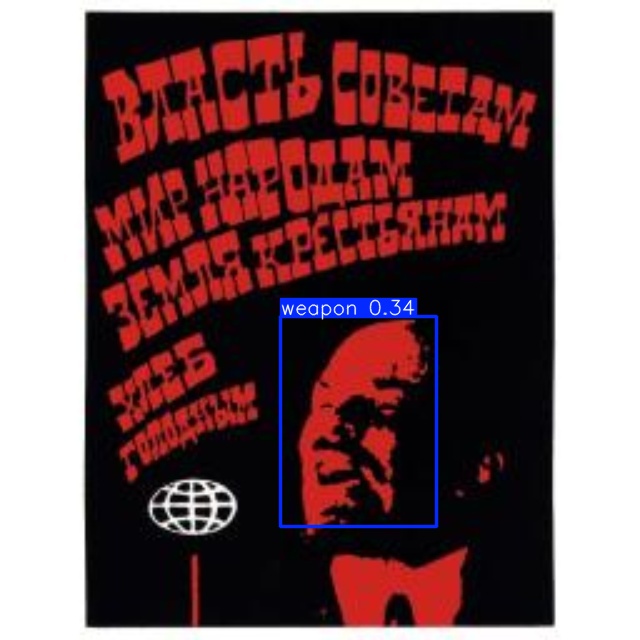 ВЛАСТЬ СОВЕТАМ
МИР НАРОДАМ
ЗЕМЛЯ КРЕСТЬЯНАМ
ХЛЕБ
ГОЛОДНЫМ
weapon 0.34